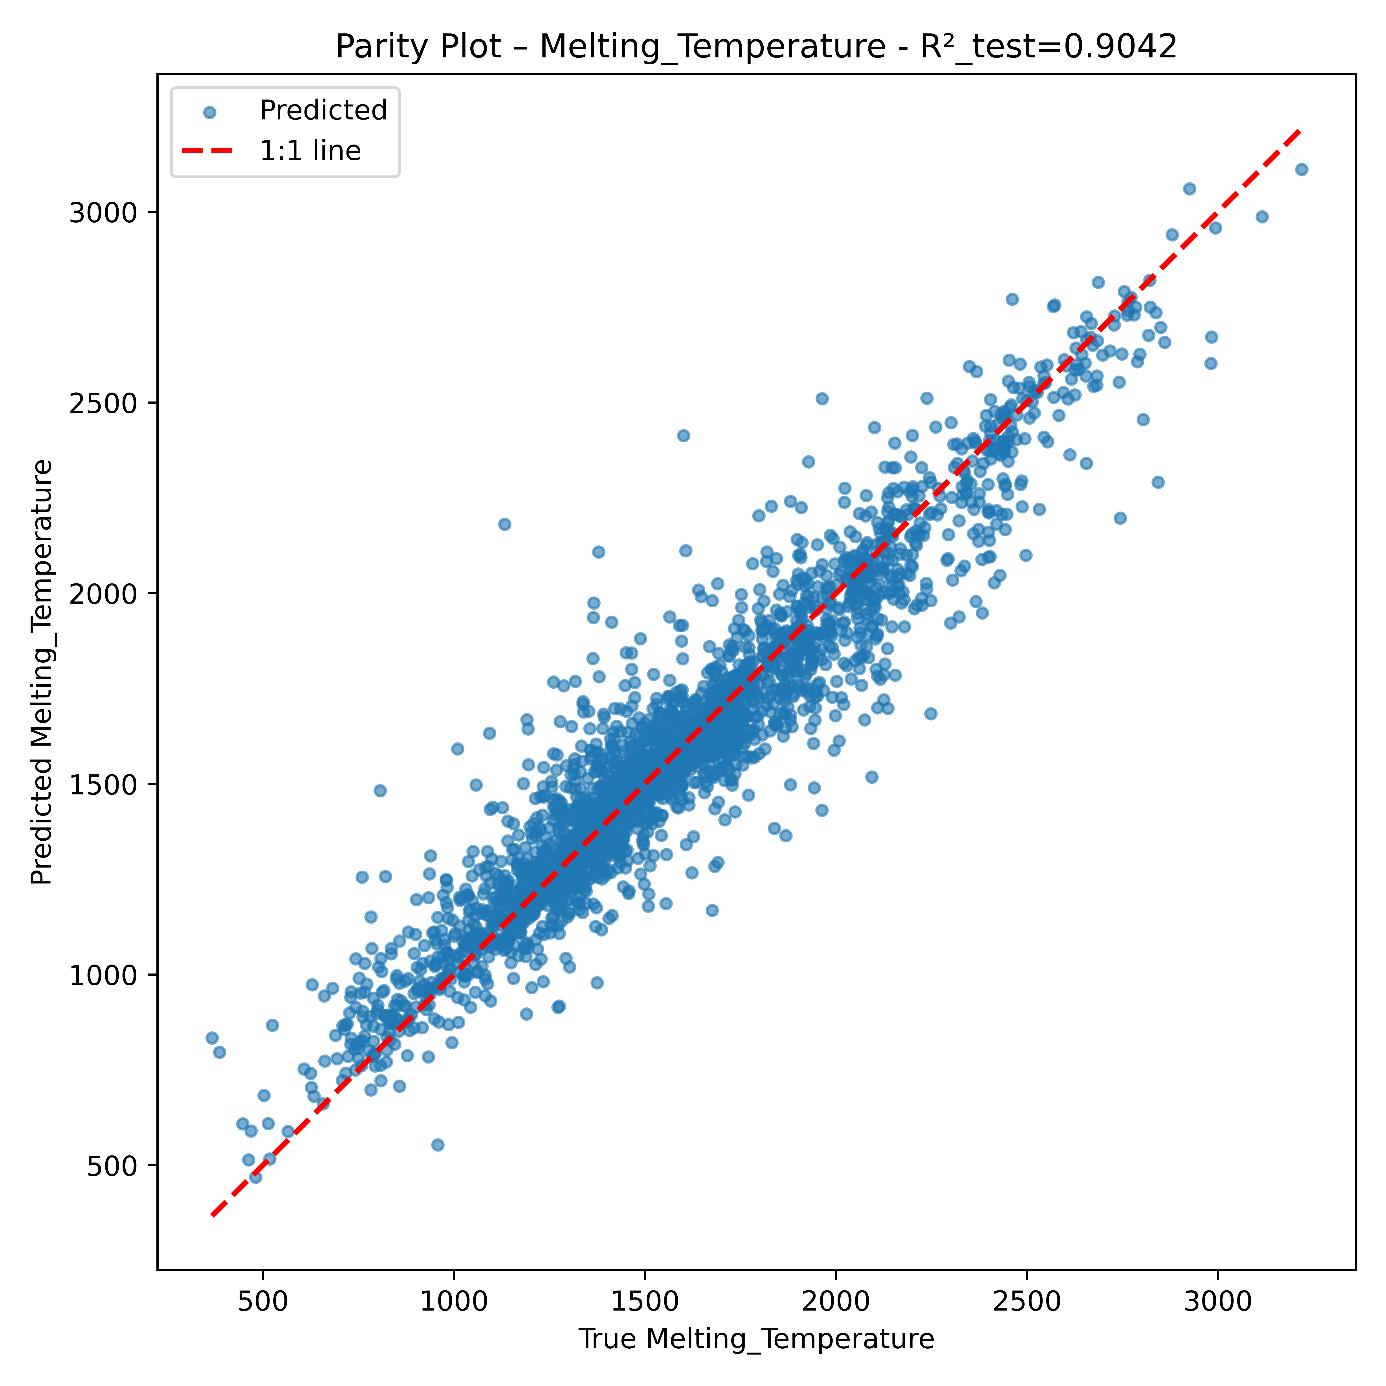 Parity Plot – Melting_Temperature - R²_test=0.9042
Predicted
1:1 line
3000
2500
2000
1500
1000
500
Predicted Melting_Temperature
500
1000
1500
2000
2500
3000
True Melting_Temperature